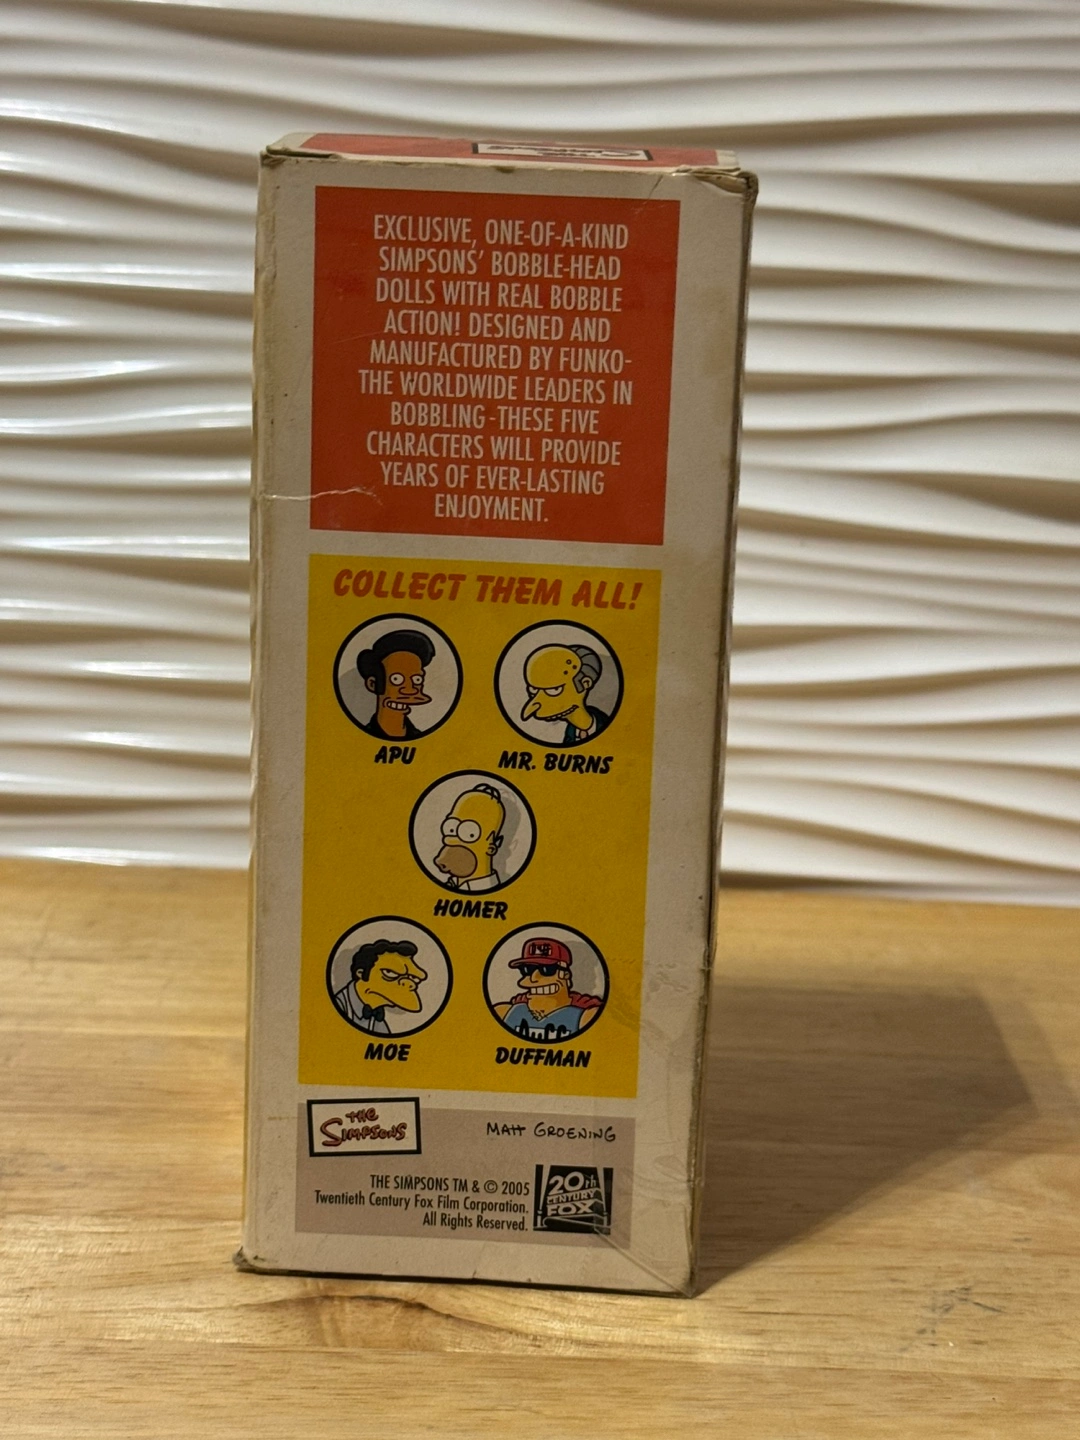 EXCLUSIVE, ONE-OF-A-KIND
SIMPSONS' BOBBLE-HEAD
DOLLS WITH REAL BOBBLE
ACTION! DESIGNED AND
MANUFACTURED BY FUNKO-
THE WORLDWIDE LEADERS IN
BOBBLING-THESE FIVE
CHARACTERS WILL PROVIDE
YEARS OF EVER-LASTING
ENJOYMENT.
COLLECT THEM ALL!
APU
MR. BURNS
HOMER
MOE
DUFFMAN
THE
SIMPSONS
MATT GROENING
THE SIMPSONS TM & © 2005
Twentieth Century Fox Film Corporation.
All Rights Reserved.
20th
CENTURY
FOX